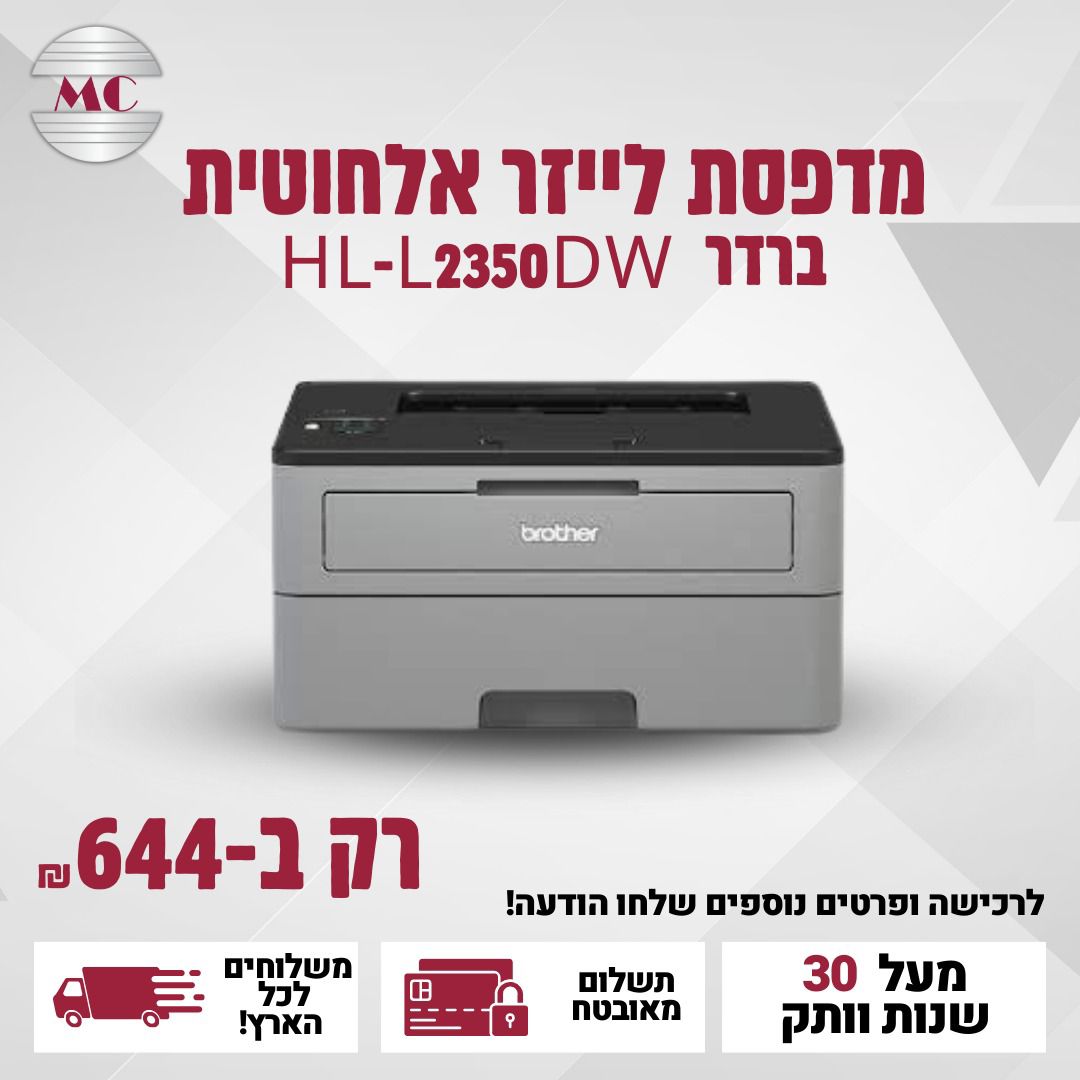 MC
מדפסת לייזר אלחוטית
ברדר HL-L2350DW
brother
רק ב-644₪
לרכישה ופרטים נוספים שלחו הודעה!
מעל 30
שנות וותק
תשלום
מאובטח
משלוחים
לכל
הארץ!